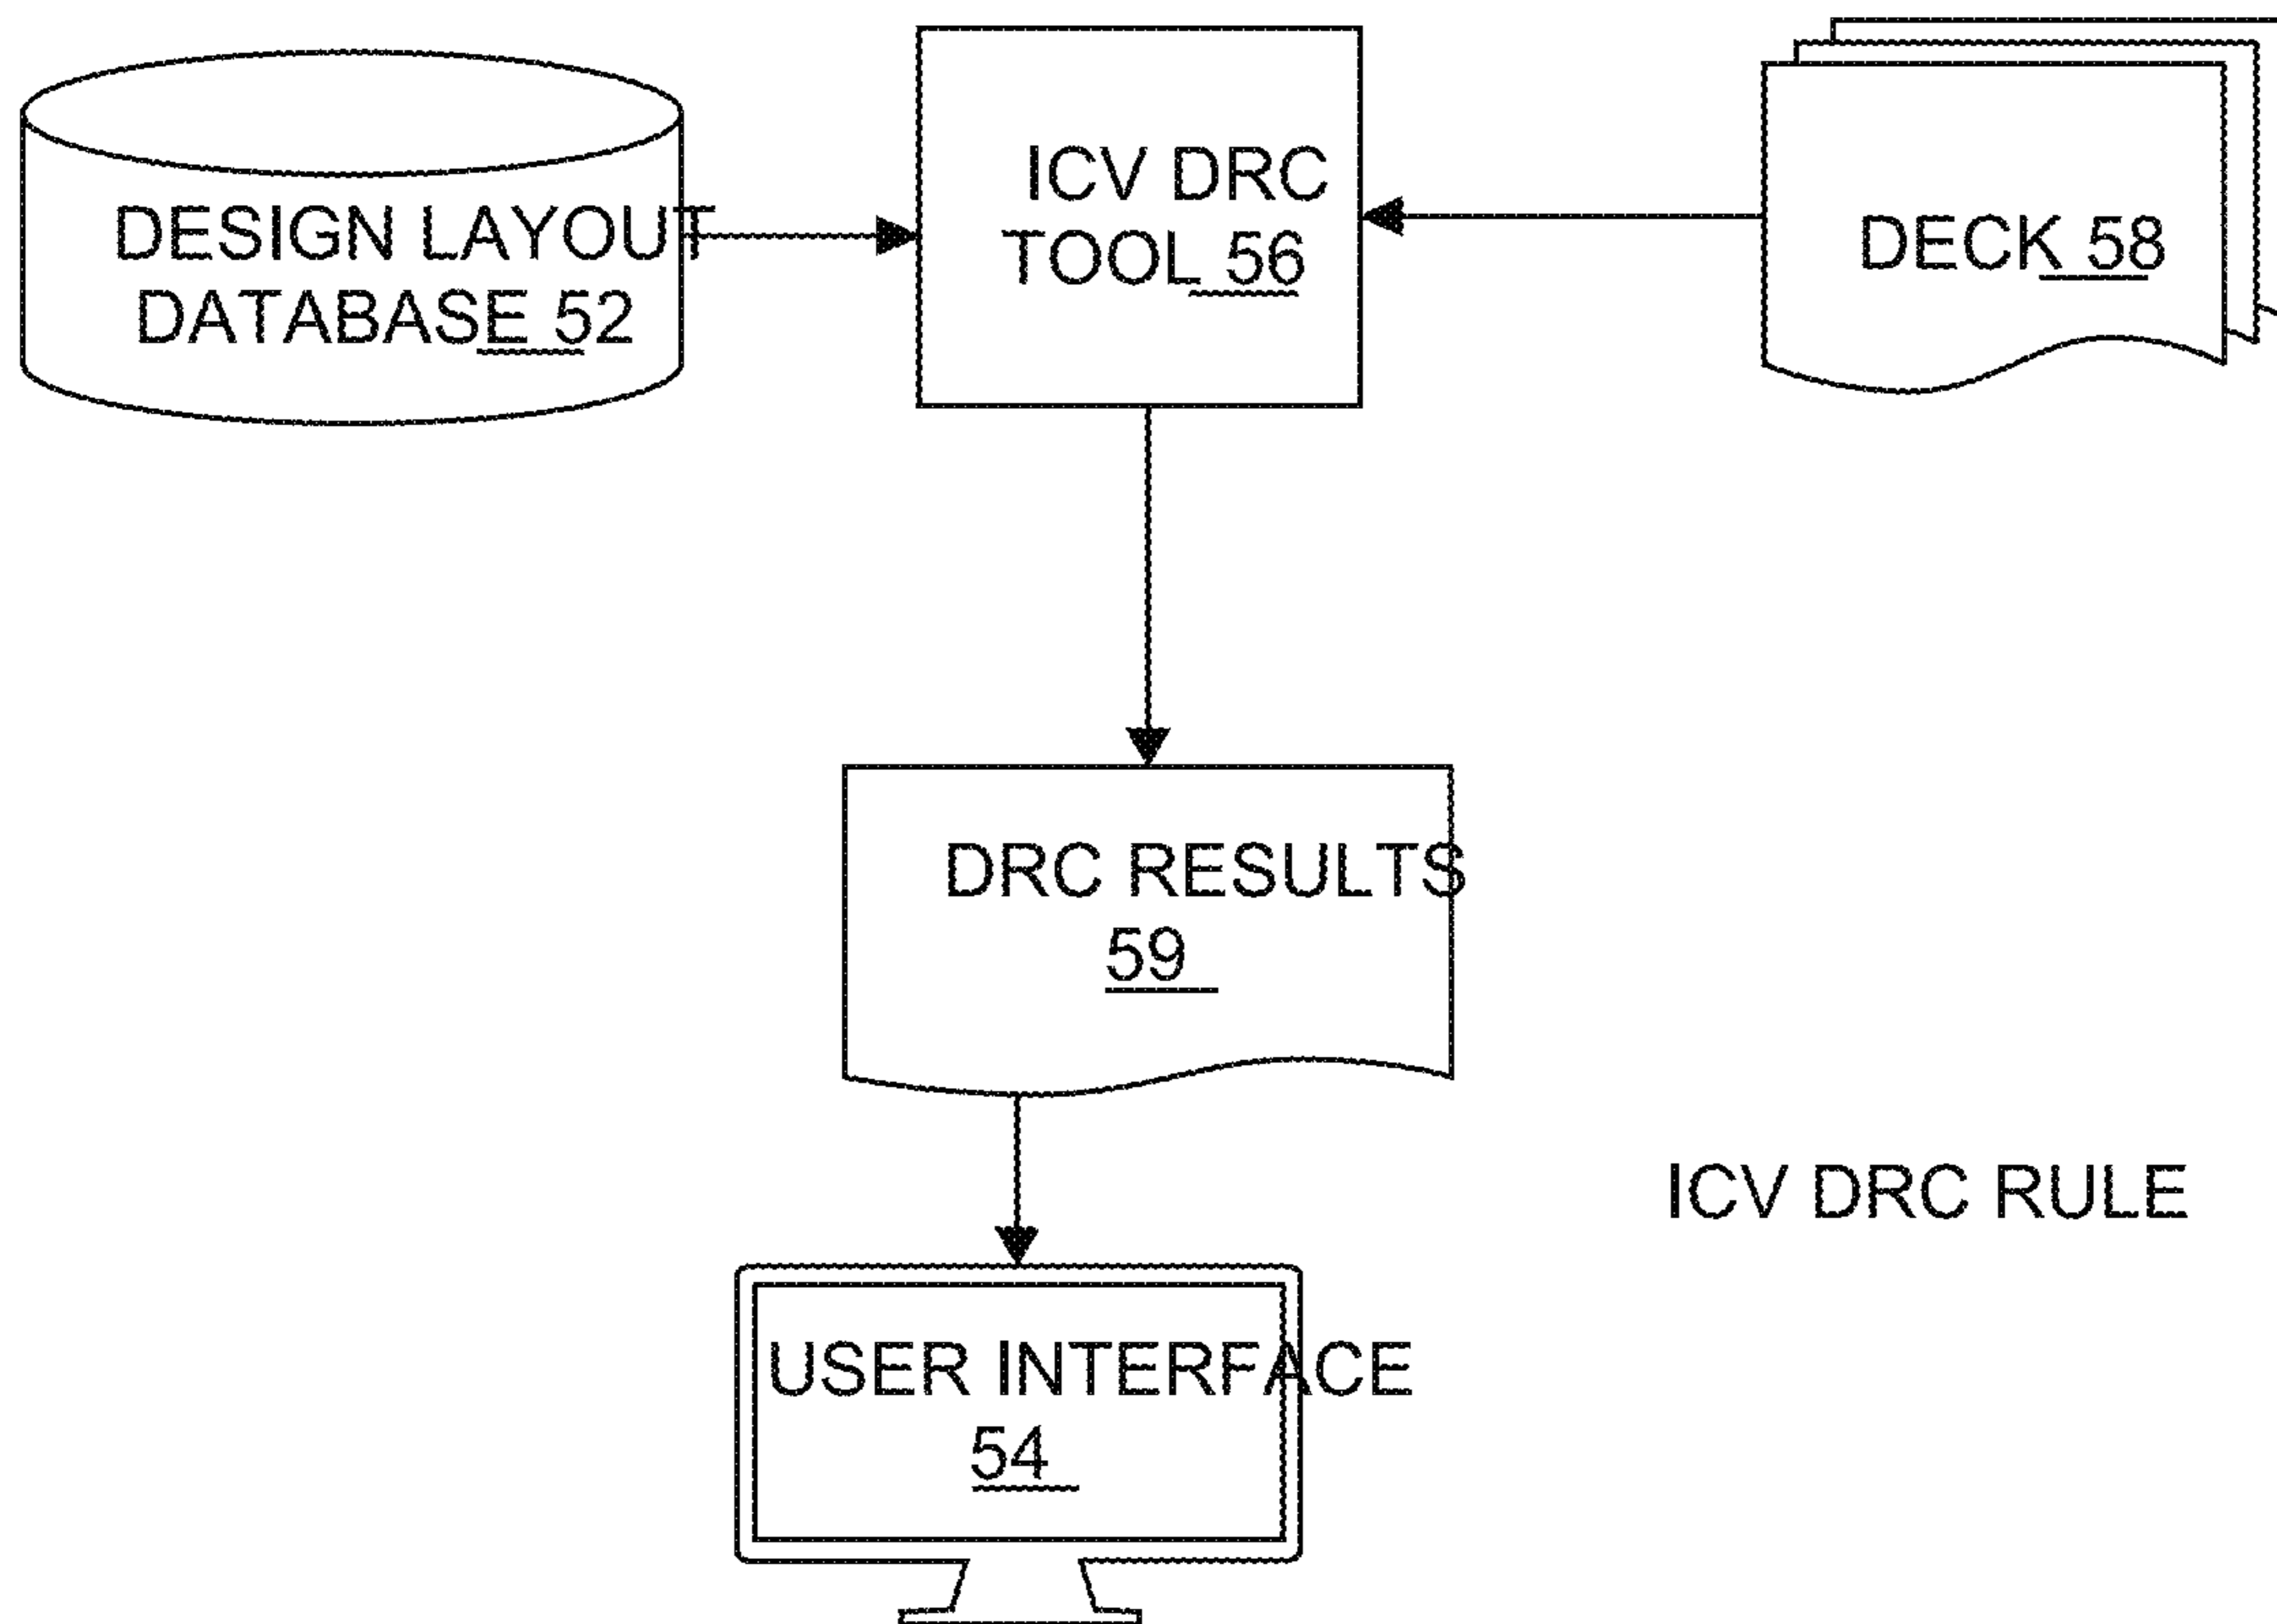 DESIGN LAYOUT
DATABASE 52
ICV DRC
TOOL 56
DECK 58
DRC RESULTS
59
ICV DRC RULE
USER INTERFACE
54